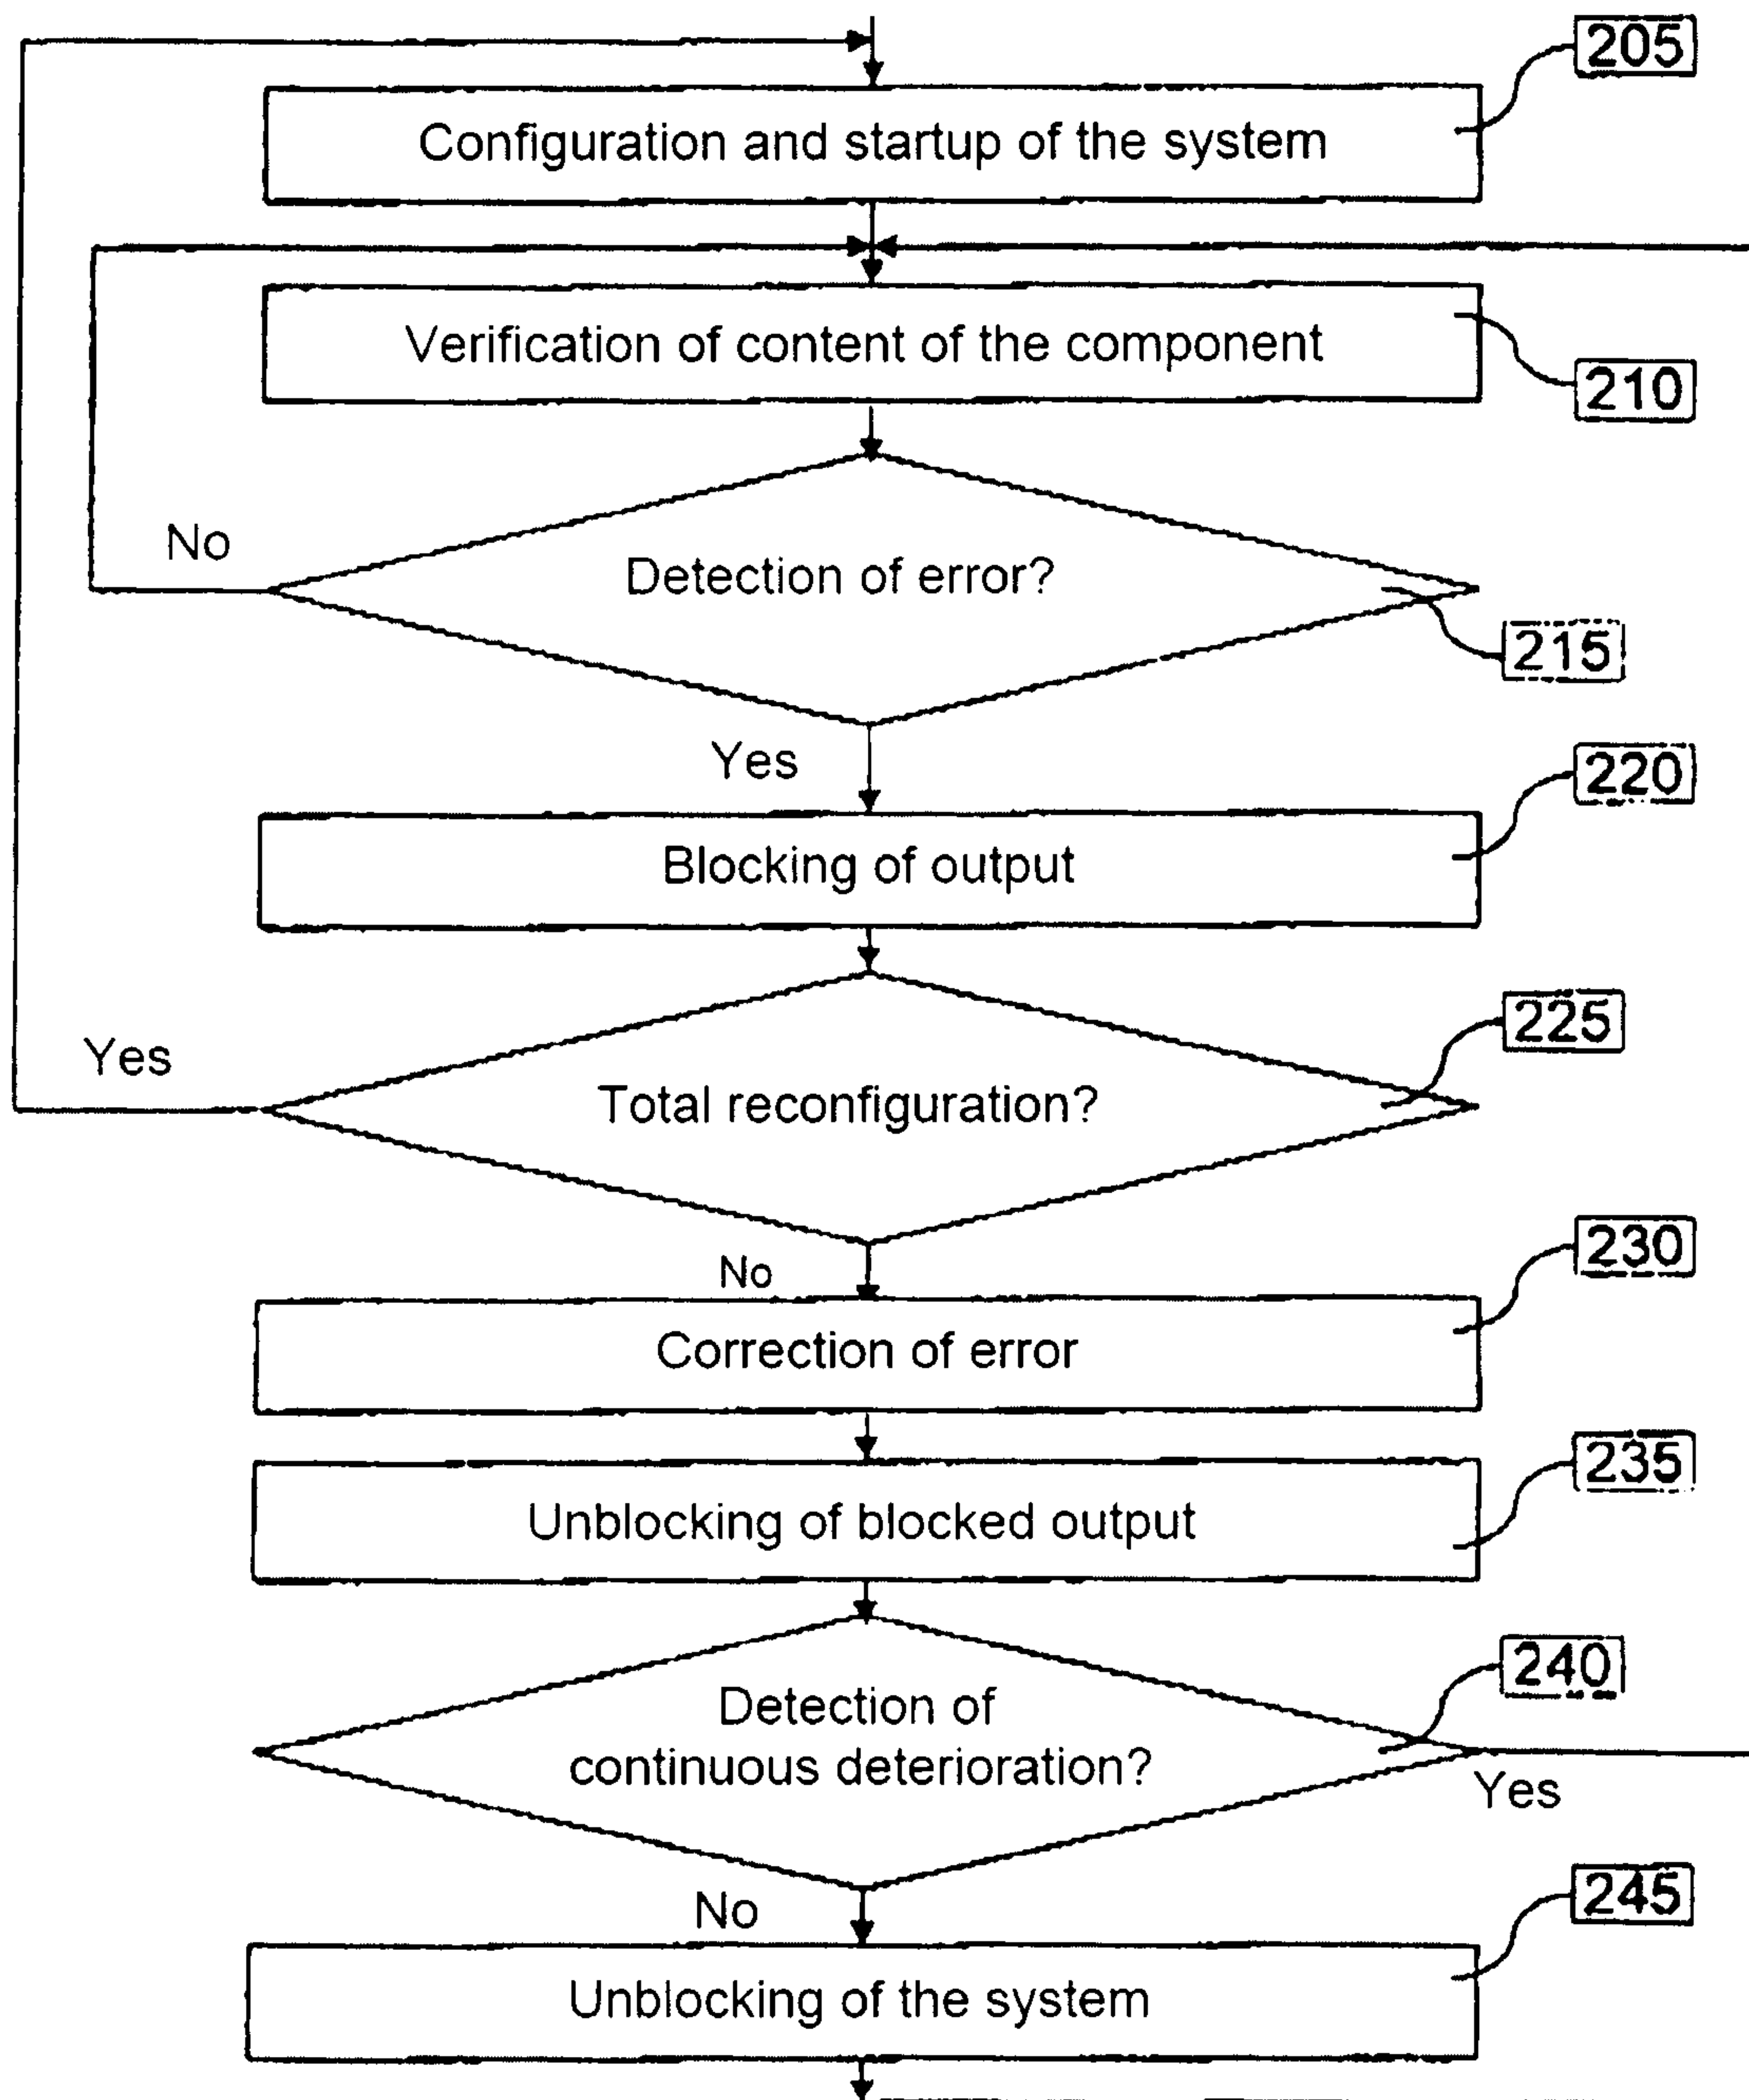 205
Configuration and startup of the system
Verification of content of the component
210
No
Detection of error?
215
Yes
220
Blocking of output
225
Yes
Total reconfiguration?
230
No
Correction of error
235
Unblocking of blocked output
240
Detection of
continuous deterioration?
Yes
245
No
Unblocking of the system